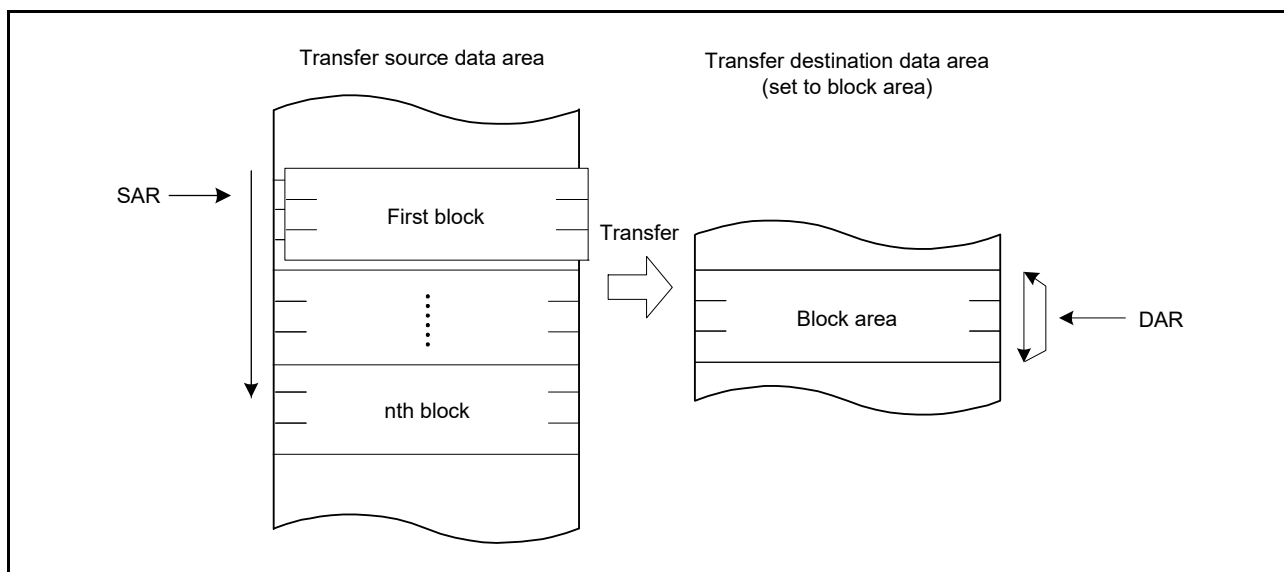 Transfer source data area
Transfer destination data area
(set to block area)
SAR
First block
Transfer
Block area
DAR
nth block